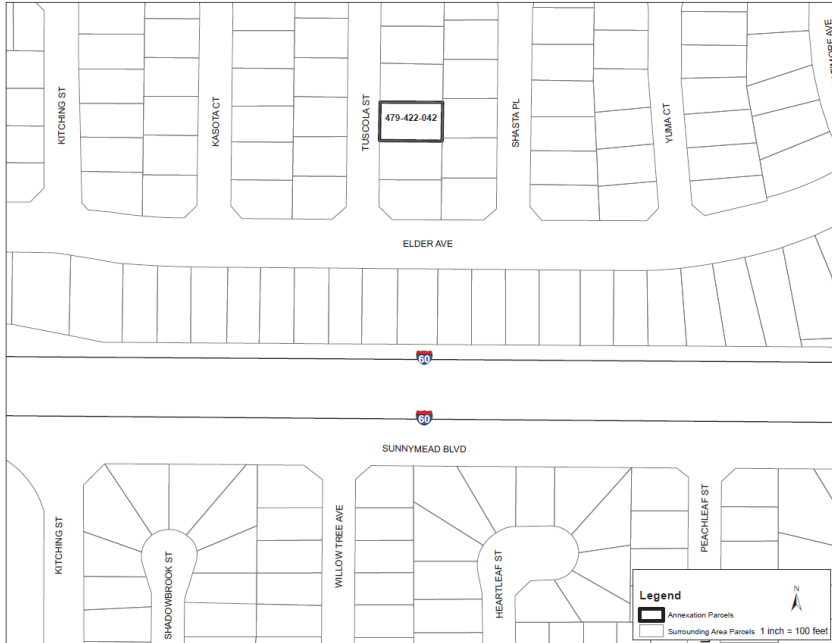 KITCHING ST
KASOTA CT
TUSCOLA ST
479-422-042
SHASTA PL
YUMA CT
ELDER AVE
60
60
SUNNYMEAD BLVD
KITCHING ST
SHADOWBROOK ST
WILLOW TREE AVE
HEARTLEAF ST
PEACHLEAF ST
Legend
Annexation Parcels
Surrounding Area Parcels
1 inch = 100 feet
N